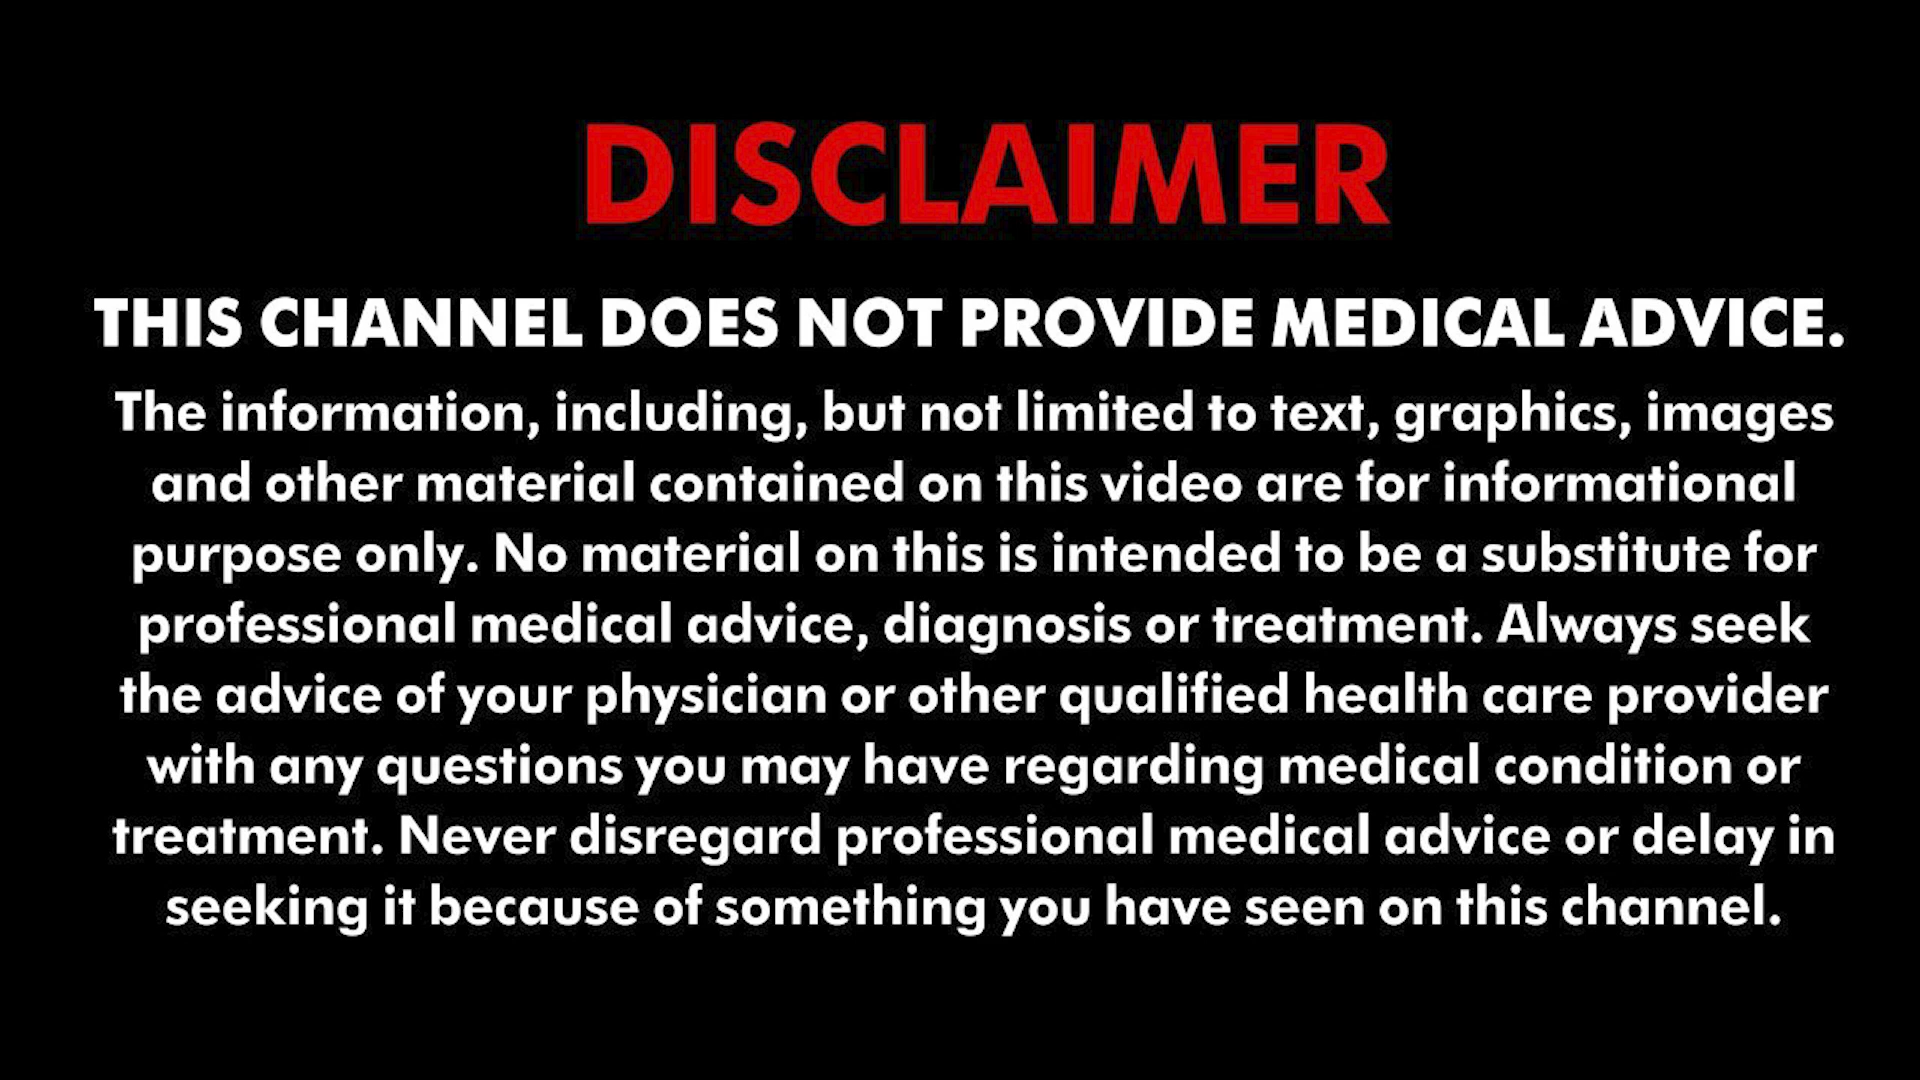 DISCLAIMER
THIS CHANNEL DOES NOT PROVIDE MEDICAL ADVICE.
The information, including, but not limited to text, graphics, images
and other material contained on this video are for informational
purpose only. No material on this is intended to be a substitute for
professional medical advice, diagnosis or treatment. Always seek
the advice of your physician or other qualified health care provider
with any questions you may have regarding medical condition or
treatment. Never disregard professional medical advice or delay in
seeking it because of something you have seen on this channel.